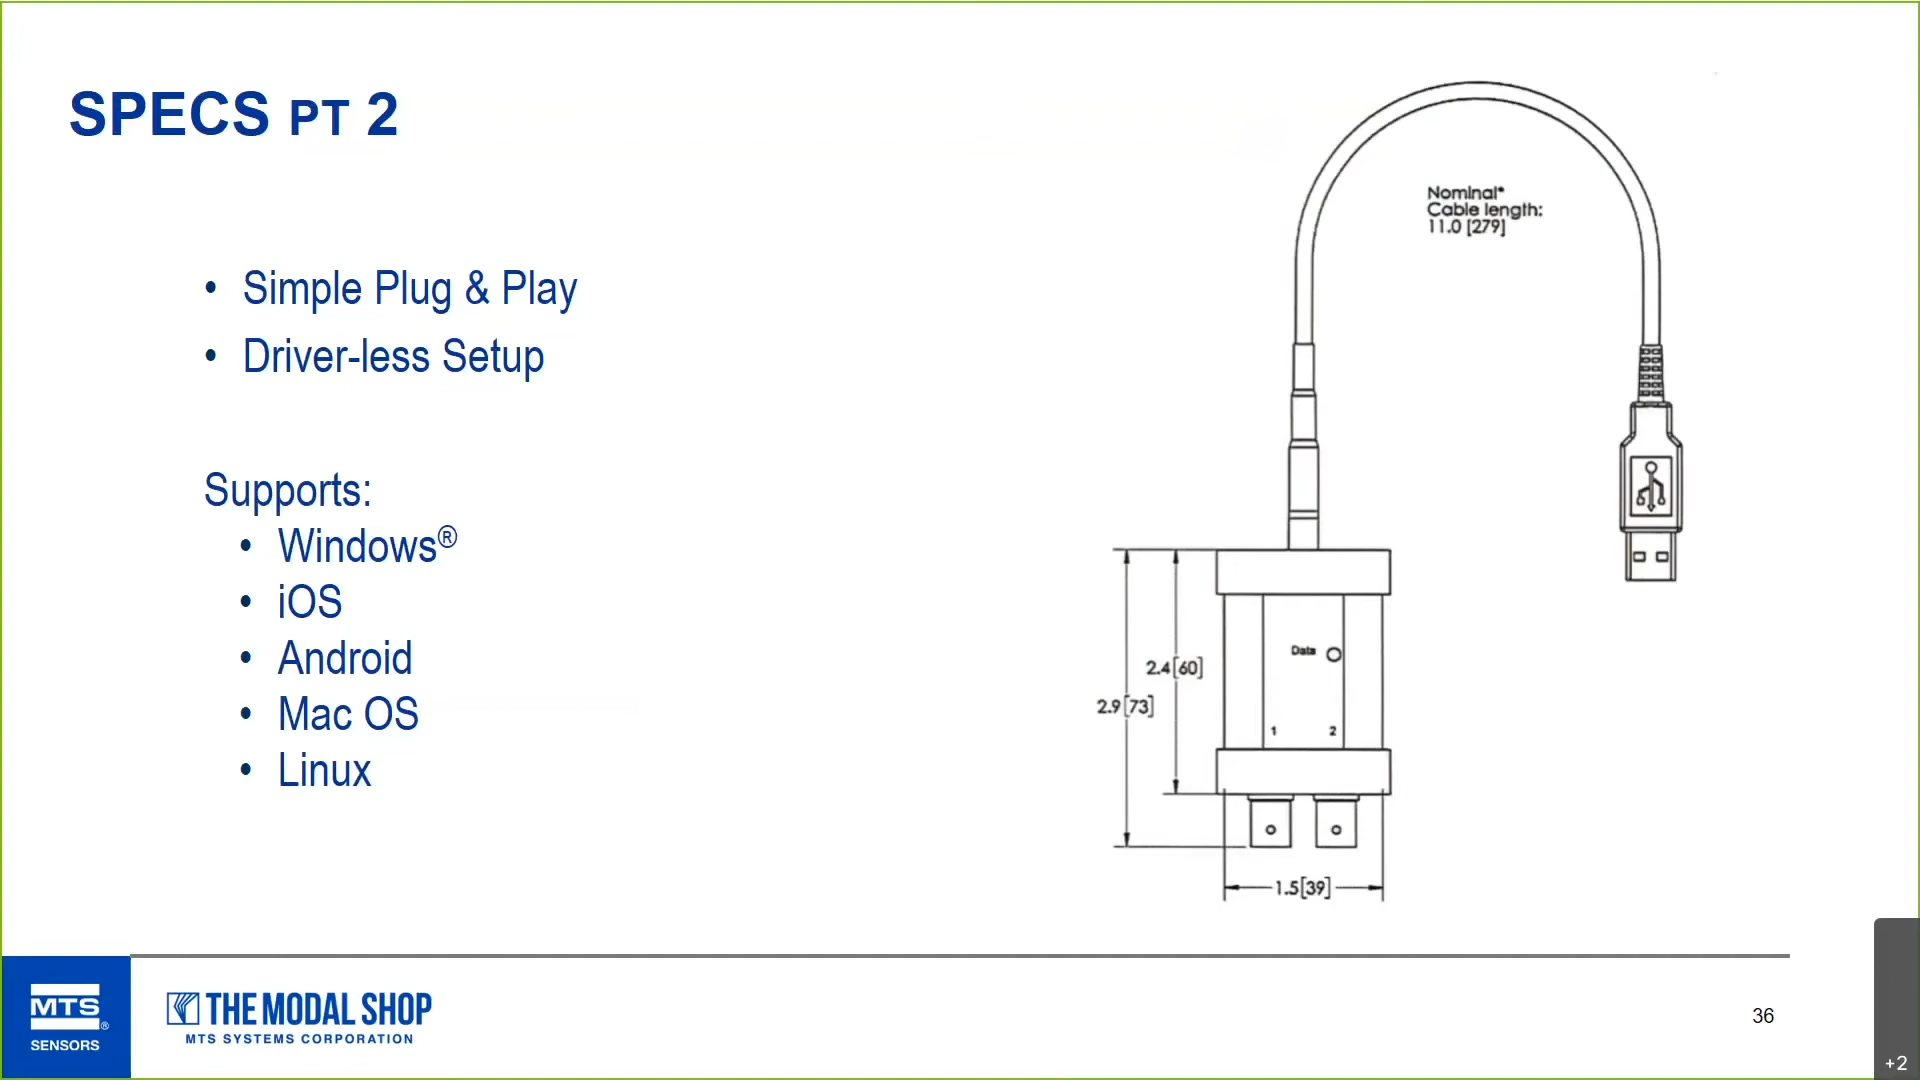 SPECS PT 2
• Simple Plug & Play
• Driver-less Setup
Supports:
• Windows®
• iOS
• Android
• Mac OS
• Linux
Nominal*
Cable length:
11.0 [279]
Data
2.4[60]
2.9[73]
1 2
1.5[39]
MTS®
SENSORS
THE MODAL SHOP
MTS SYSTEMS CORPORATION
36
+2